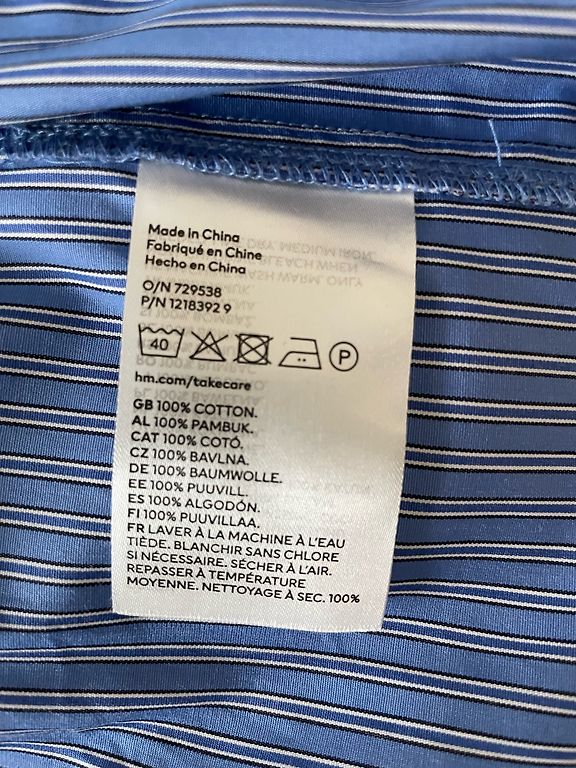 Made in China
Fabriqué en Chine
Hecho en China
O/N 729538
P/N 1218392 9
40 P
hm.com/takecare
GB 100% COTTON.
AL 100% PAMBUK.
CAT 100% COTÓ.
CZ 100% BAVLNA.
DE 100% BAUMWOLLE.
EE 100% PUUVILL.
ES 100% ALGODÓN.
FI 100% PUUVILLAA.
FR LAVER À LA MACHINE À L'EAU
TIÈDE. BLANCHIR SANS CHLORE
SI NÉCESSAIRE. SÉCHER À L'AIR.
REPASSER À TEMPÉRATURE
MOYENNE. NETTOYAGE À SEC. 100%